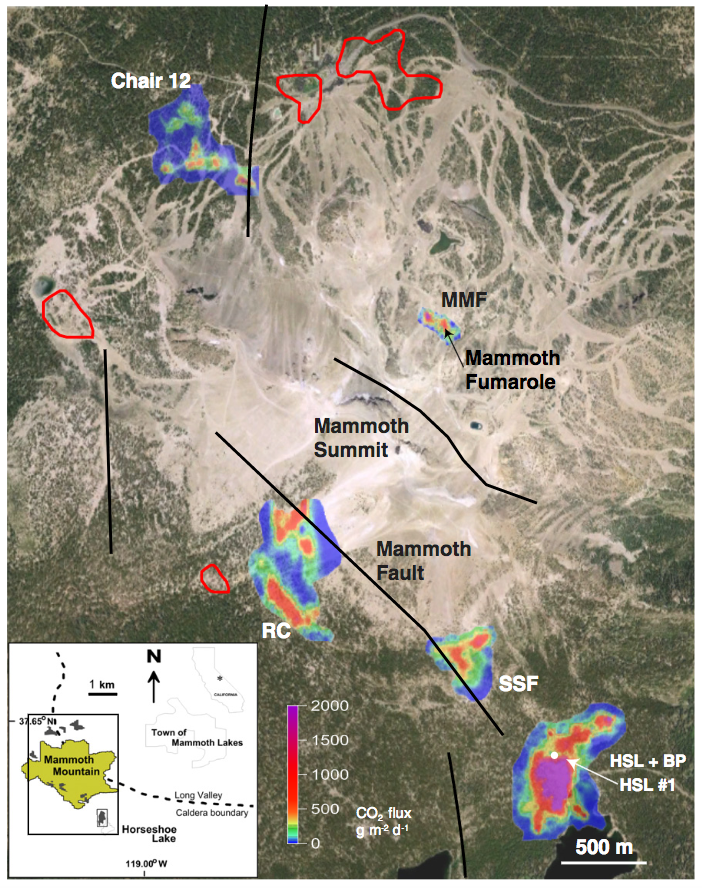 Chair 12
MMF
Mammoth
Fumarole
Mammoth
Summit
Mammoth
Fault
RC
SSF
HSL + BP
HSL #1
500 m
2000
1500
1000
500
0
CO₂ flux
g m⁻² d⁻¹
N
1 km
CALIFORNIA
*
37.65°N
Town of
Mammoth Lakes
Mammoth
Mountain
Long Valley
Caldera boundary
Horseshoe
Lake
119.00°W